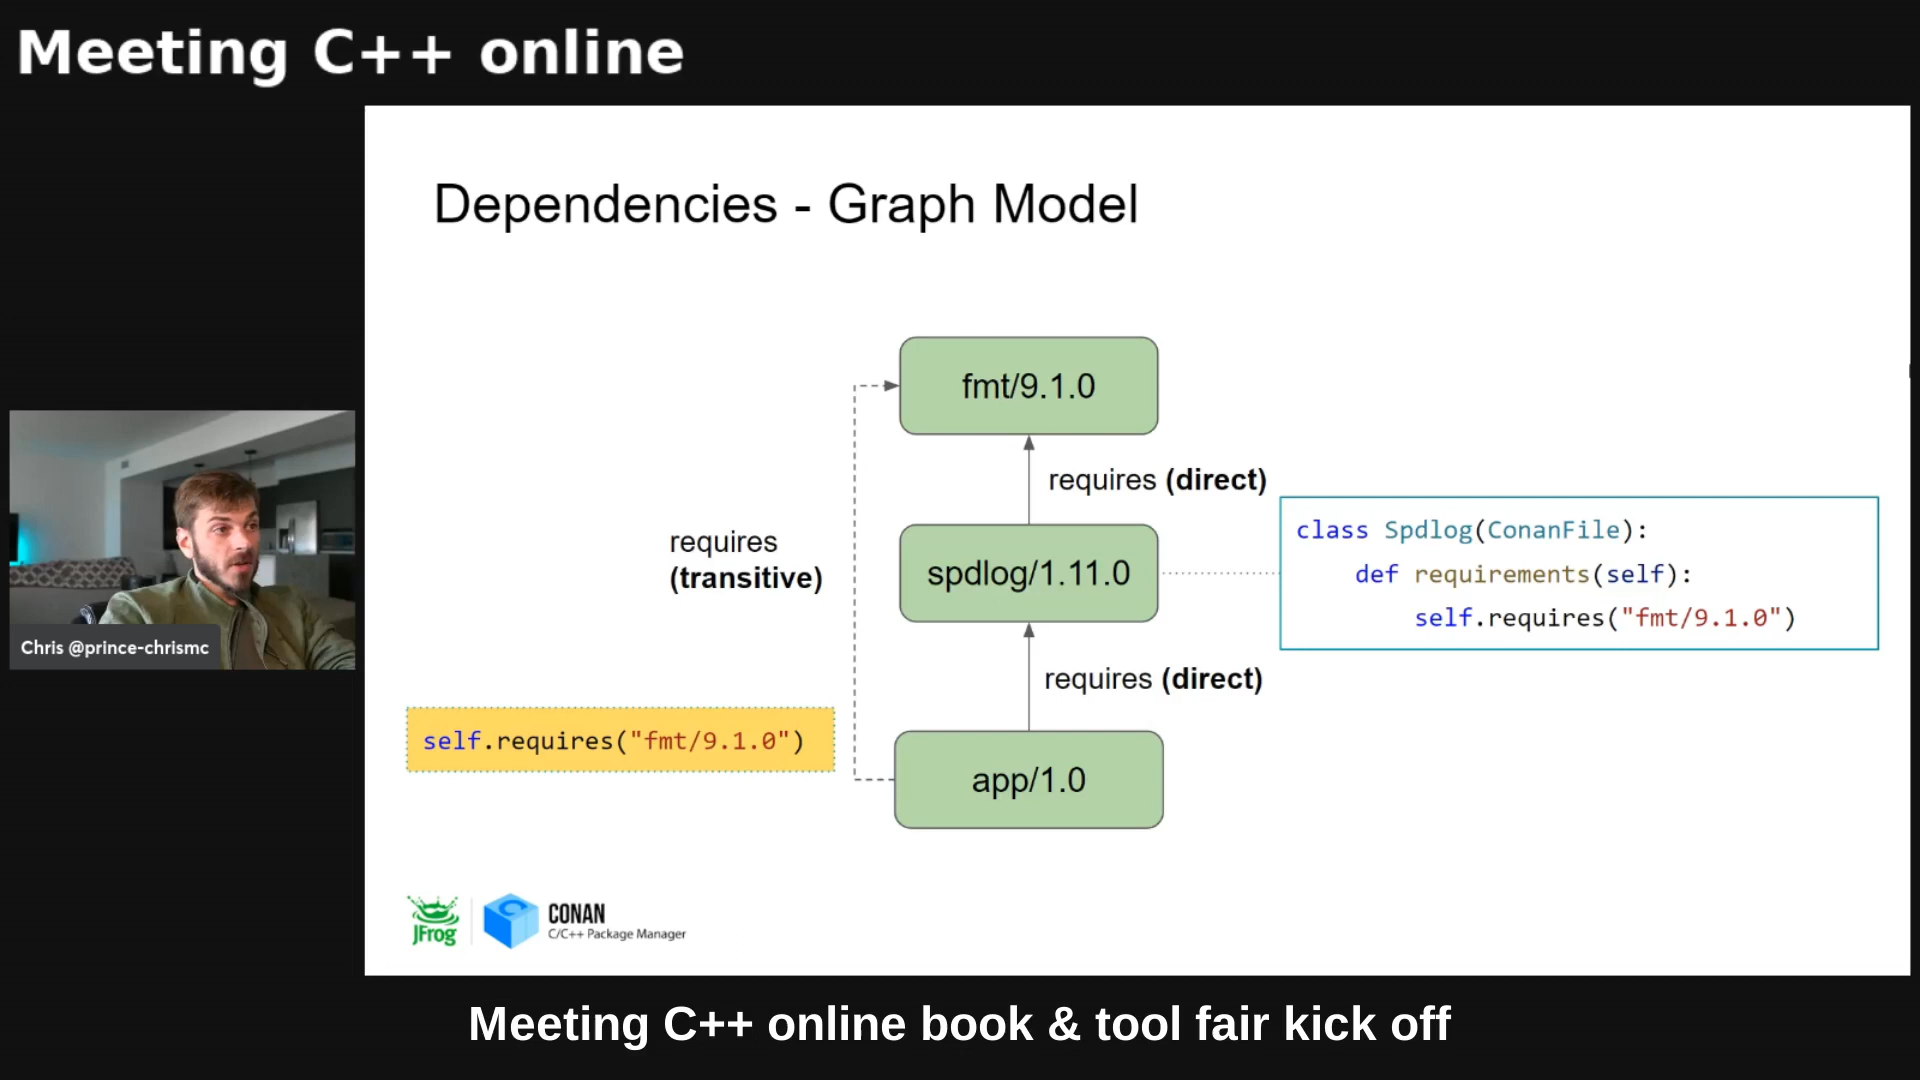 Meeting C++ online
Dependencies - Graph Model
fmt/9.1.0
requires (direct)
requires
(transitive)
spdlog/1.11.0
class Spdlog(ConanFile):
def requirements(self):
self.requires("fmt/9.1.0")
requires (direct)
self.requires("fmt/9.1.0")
app/1.0
Chris @prince-chrismc
JFrog
CONAN
C/C++ Package Manager
Meeting C++ online book & tool fair kick off